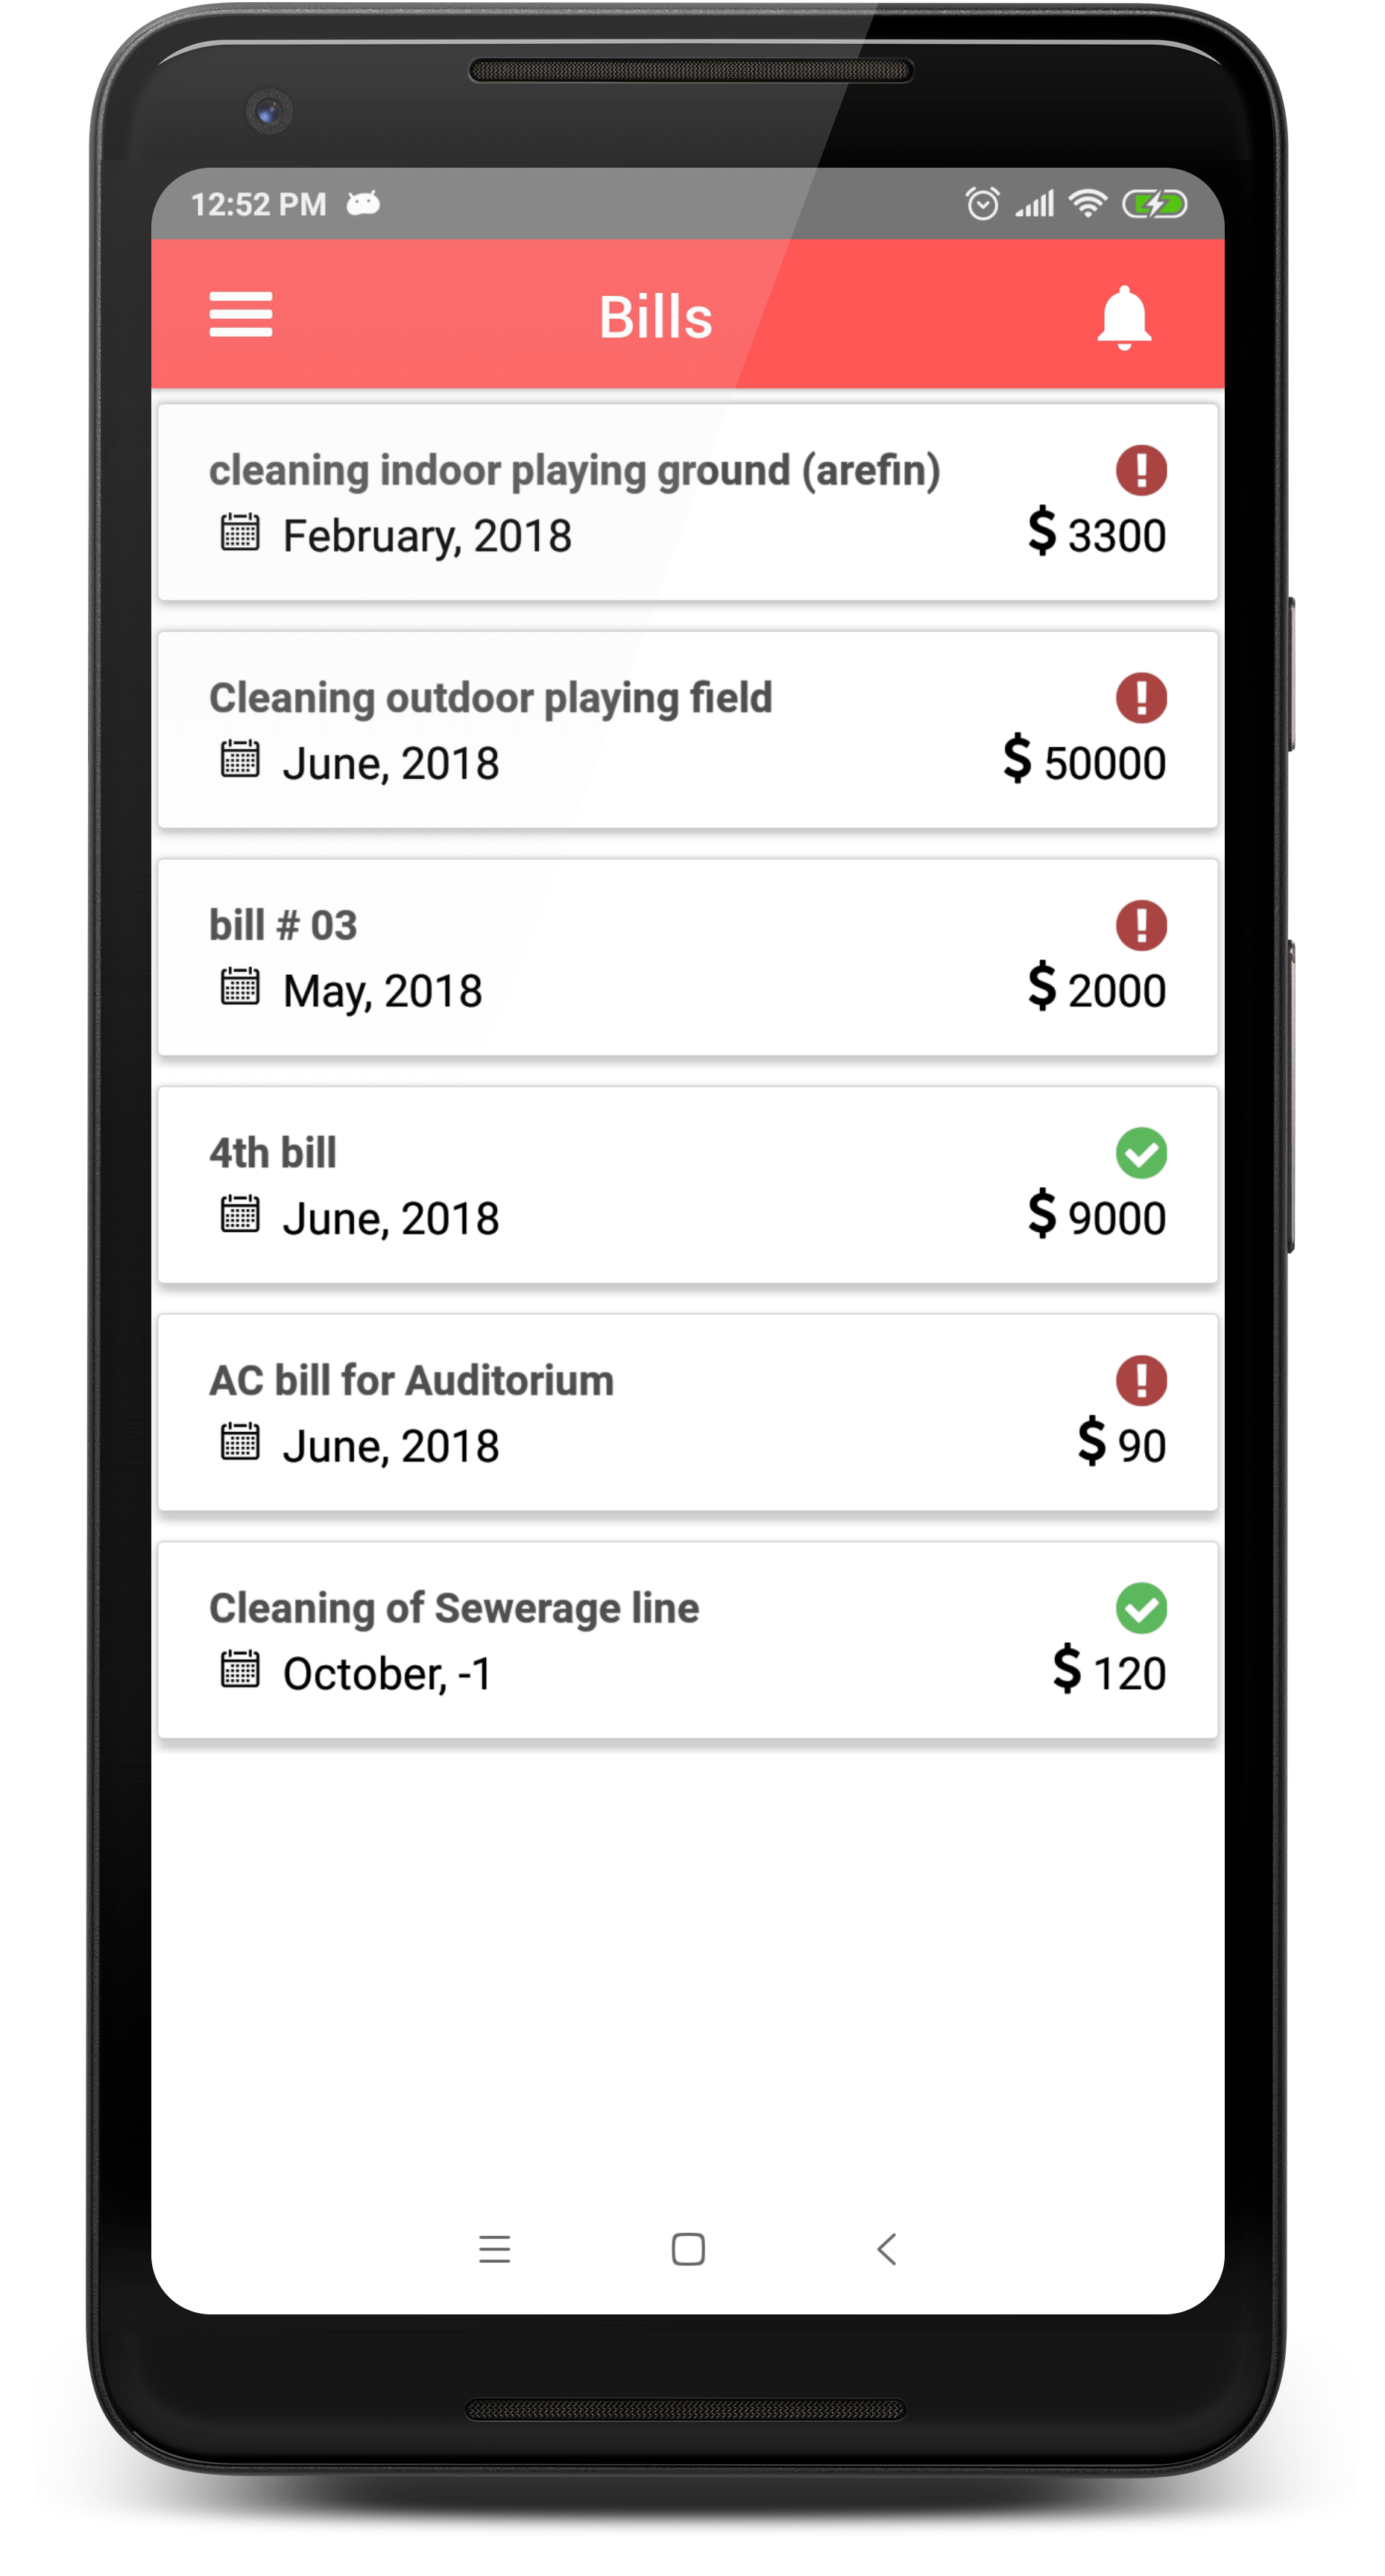 12:52 PM
Bills
cleaning indoor playing ground (arefin)
February, 2018 $ 3300
Cleaning outdoor playing field
June, 2018 $ 50000
bill # 03
May, 2018 $ 2000
4th bill
June, 2018 $ 9000
AC bill for Auditorium
June, 2018 $ 90
Cleaning of Sewerage line
October, -1 $ 120